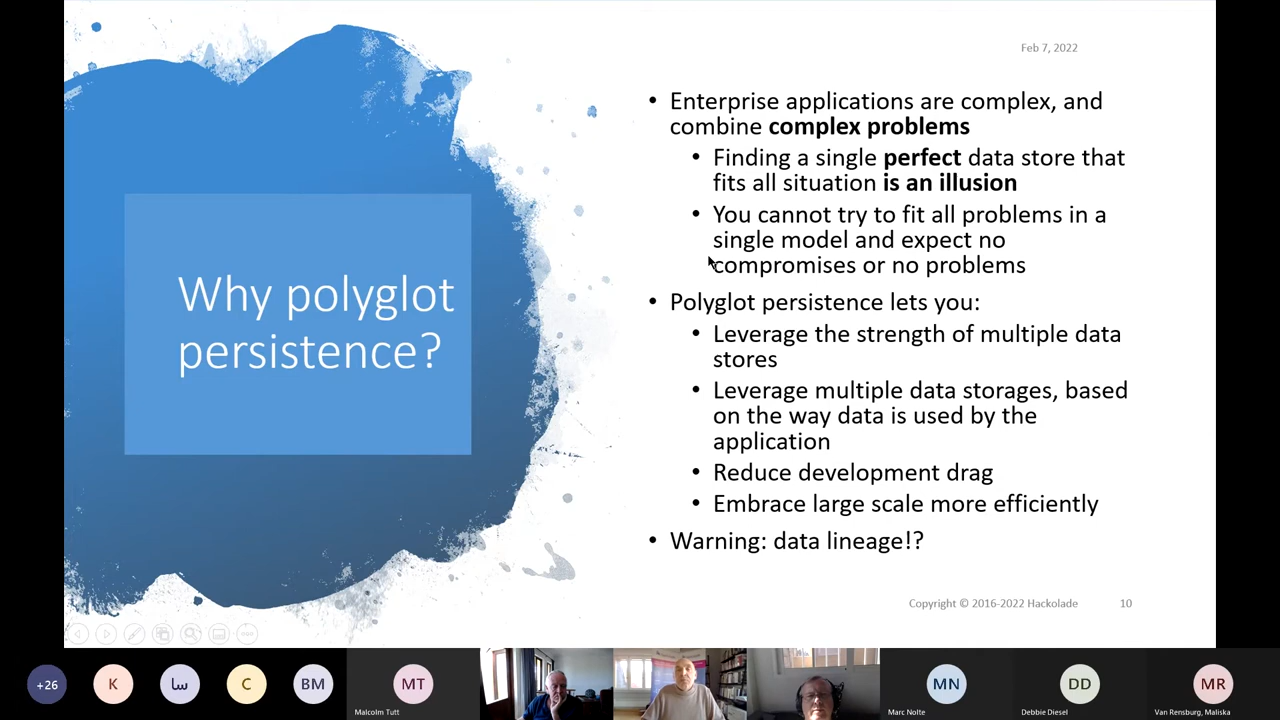 Feb 7, 2022
Why polyglot
persistence?
• Enterprise applications are complex, and
combine complex problems
• Finding a single perfect data store that
fits all situation is an illusion
• You cannot try to fit all problems in a
single model and expect no
compromises or no problems
• Polyglot persistence lets you:
• Leverage the strength of multiple data
stores
• Leverage multiple data storages, based
on the way data is used by the
application
• Reduce development drag
• Embrace large scale more efficiently
• Warning: data lineage!?
Copyright © 2016-2022 Hackolade
10
+26
K
سا
C
BM
MT
Malcolm Tutt
MN
Marc Nolte
DD
Debbie Diesel
MR
Van Rensburg, Maliska